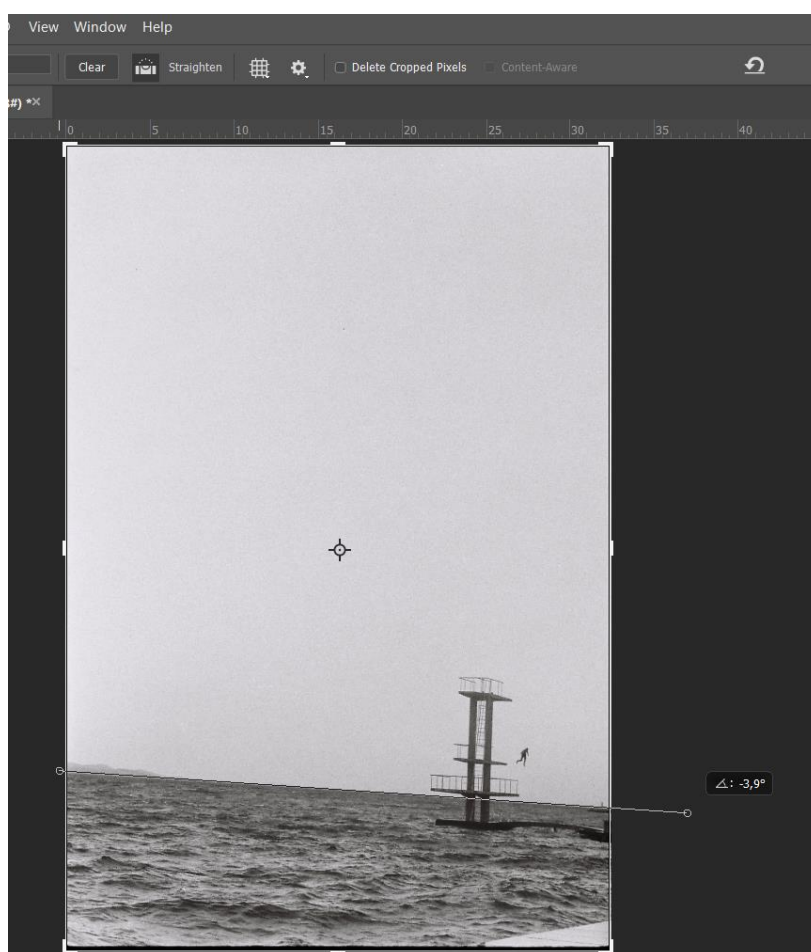 View Window Help
Clear Straighten Delete Cropped Pixels Content-Aware
#) *×
0 5 10 15 20 25 30 35 40
∡: -3,9°